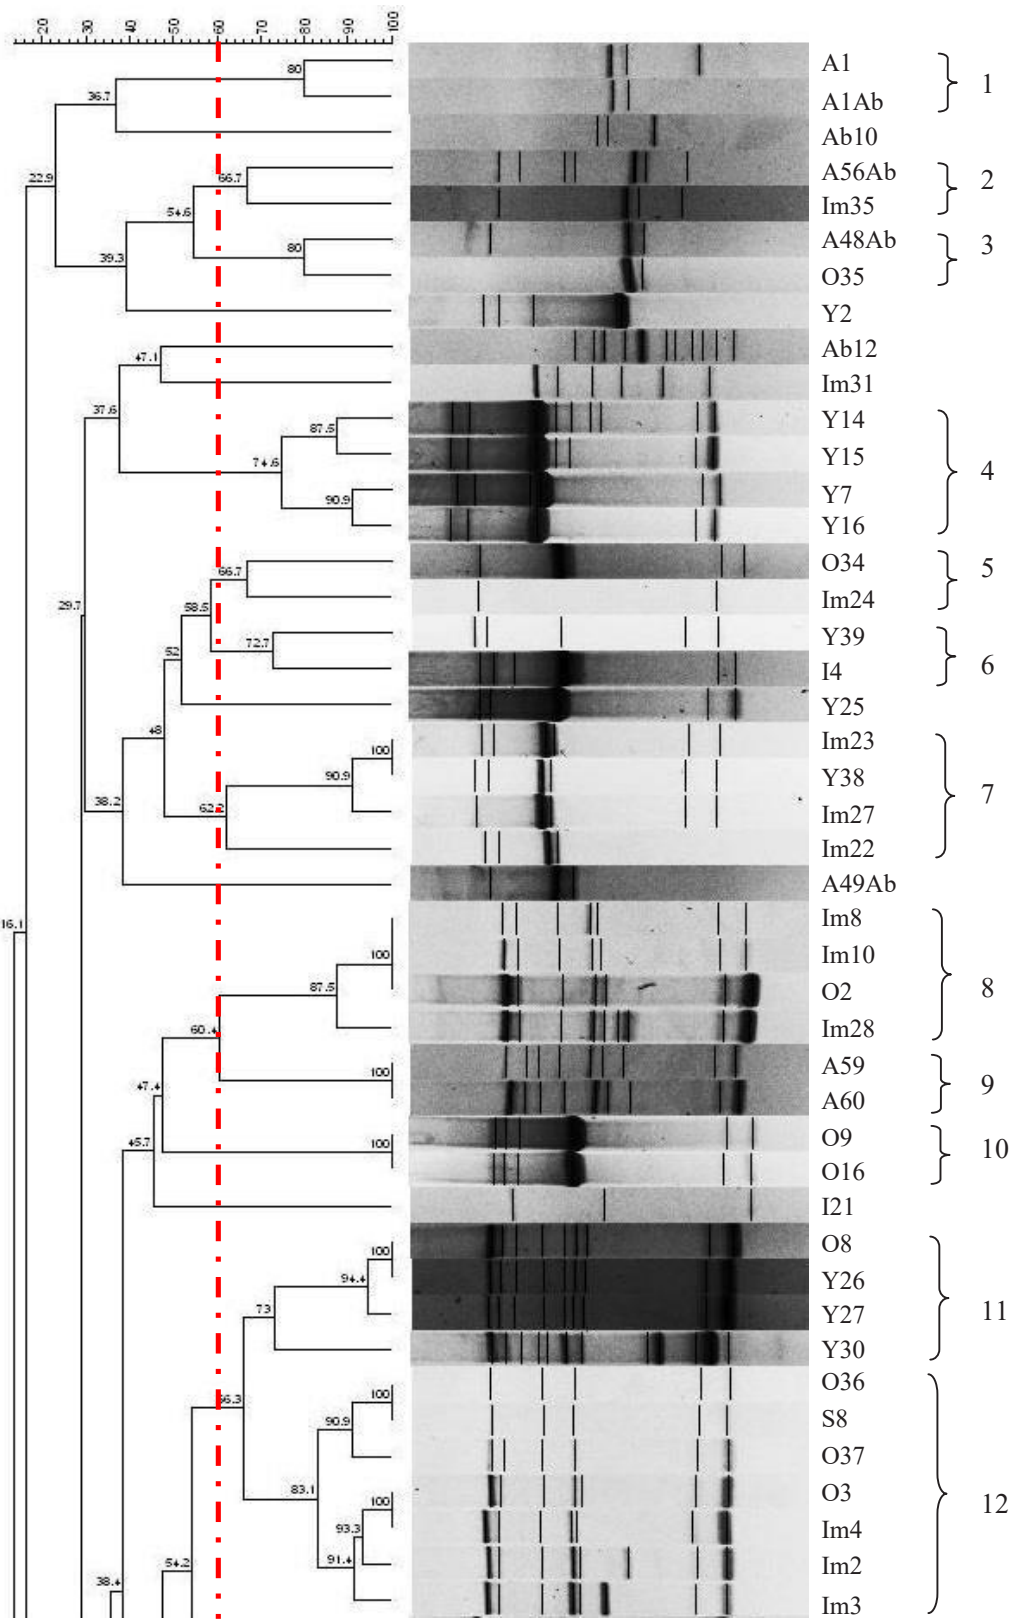 20 30 40 50 60 70 80 90 100
80 A1
1
A1Ab
36.7
Ab10
A56Ab
22.9 66.7 2
Im35
54.6
A48Ab
80 3
39.3
O35
Y2
Ab12
47.1
Im31
37.6
Y14
87.5
Y15
74.6 4
Y7
90.9
Y16
O34
66.7 5
Im24
29.7 58.5
Y39
72.7 6
52
I4
Y25
Im23
48 100
Y38
90.9 7
38.2 62.2
Im27
Im22
A49Ab
16.1 Im8
Im10
100
O2
87.5 8
Im28
60.4
A59
100 9
47.4
A60
O9
45.7 10
100
O16
I21
O8
100
Y26
94.4
11
73
Y27
Y30
O36
66.3 100
S8
90.9
O37
83.1 O3
12
100
Im4
93.3
54.2 91.4 Im2
38.4
Im3